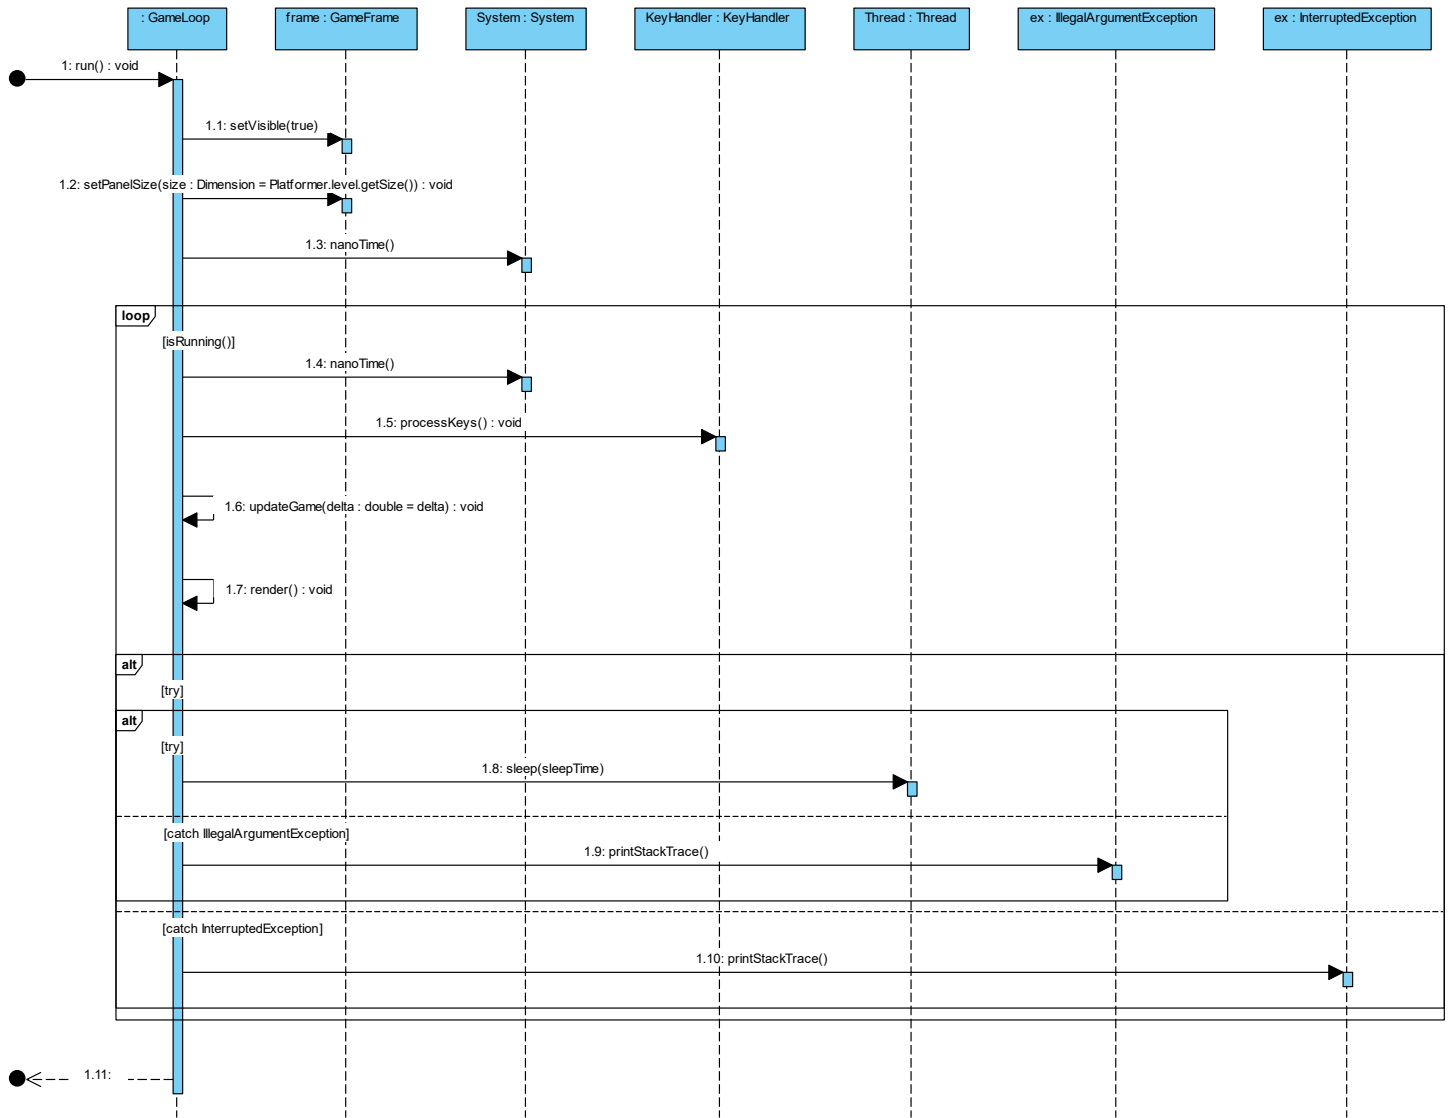 : GameLoop
frame : GameFrame
System : System
KeyHandler : KeyHandler
Thread : Thread
ex : IllegalArgumentException
ex : InterruptedException
1: run() : void
1.1: setVisible(true)
1.2: setPanelSize(size : Dimension = Platformer.level.getSize()) : void
1.3: nanoTime()
loop
[isRunning()]
1.4: nanoTime()
1.5: processKeys() : void
1.6: updateGame(delta : double = delta) : void
1.7: render() : void
alt
[try]
alt
[try]
1.8: sleep(sleepTime)
[catch IllegalArgumentException]
1.9: printStackTrace()
[catch InterruptedException]
1.10: printStackTrace()
1.11: